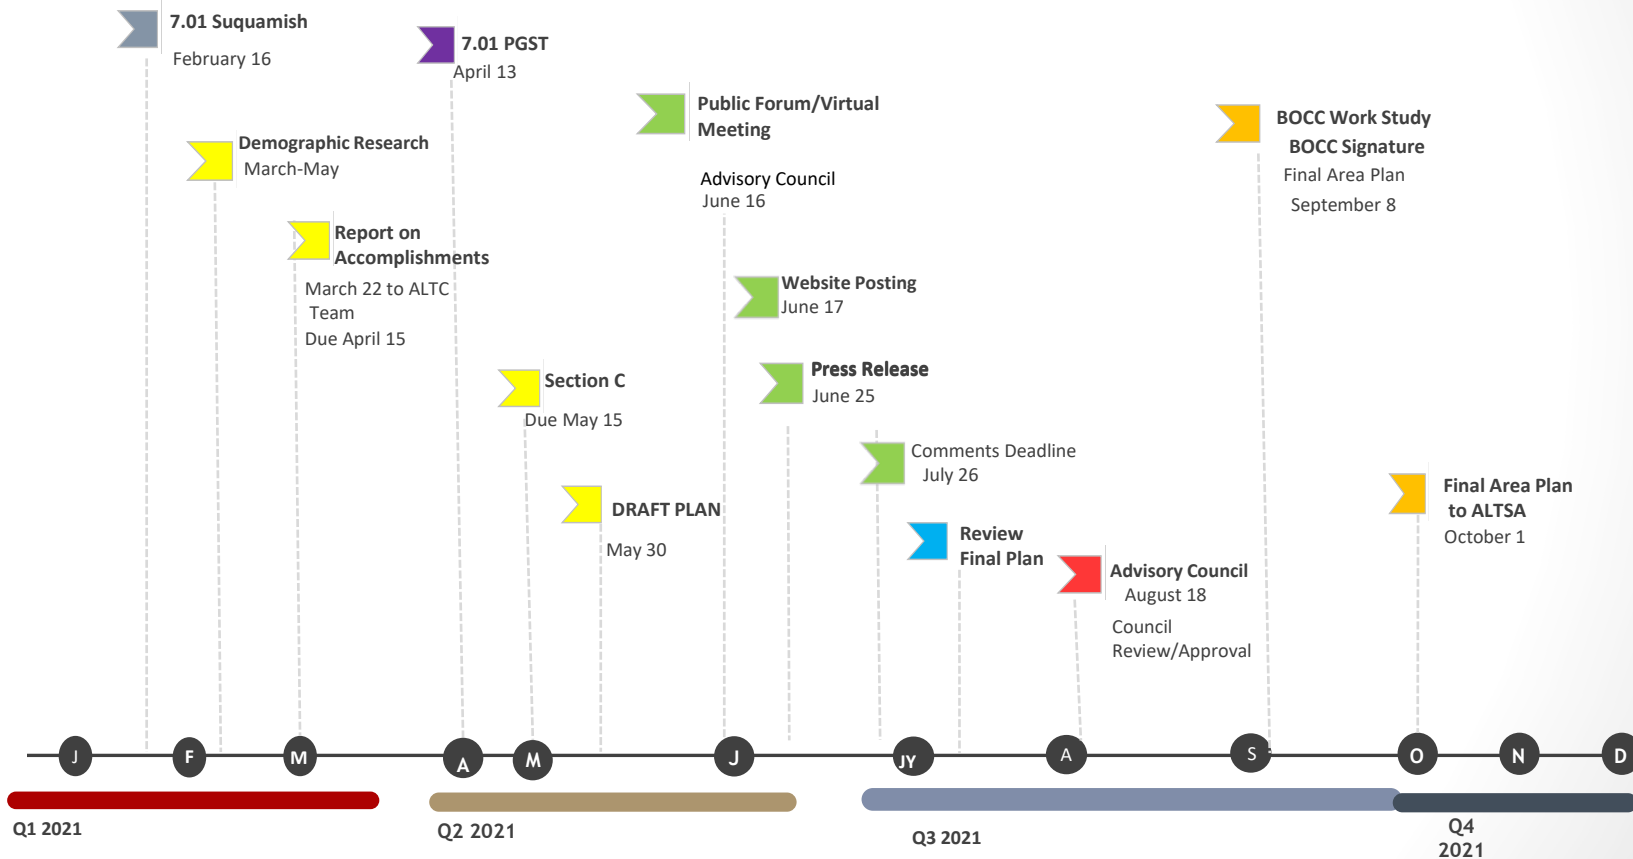 7.01 Suquamish
February 16
7.01 PGST
April 13
Demographic Research
March-May
Public Forum/Virtual
Meeting
Advisory Council
June 16
BOCC Work Study
BOCC Signature
Final Area Plan
September 8
Report on
Accomplishments
March 22 to ALTC
Team
Due April 15
Website Posting
June 17
Section C
Due May 15
Press Release
June 25
Comments Deadline
July 26
DRAFT PLAN
May 30
Review
Final Plan
Advisory Council
August 18
Council
Review/Approval
Final Area Plan
to ALTSA
October 1
J
F
M
A
M
J
JY
A
S
O
N
D
Q1 2021
Q2 2021
Q3 2021
Q4
2021